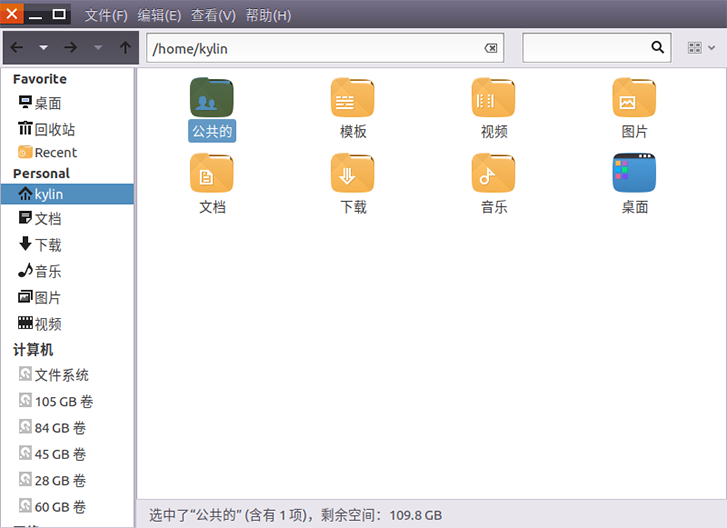 文件(F) 编辑(E) 查看(V) 帮助(H)
/home/kylin
Favorite
桌面
回收站
Recent
Personal
kylin
文档
下载
音乐
图片
视频
计算机
文件系统
105 GB 卷
84 GB 卷
45 GB 卷
28 GB 卷
60 GB 卷
公共的 模板 视频 图片
文档 下载 音乐 桌面
选中了“公共的” (含有 1 项)，剩余空间：109.8 GB